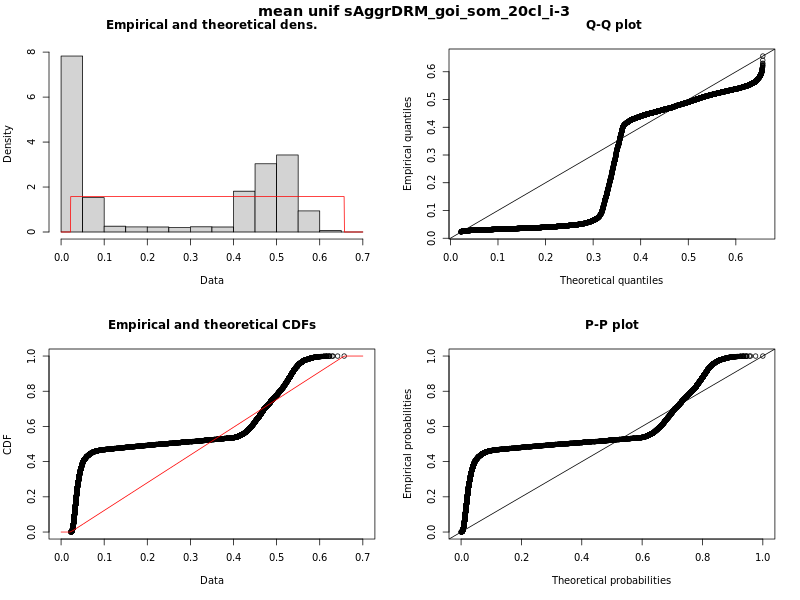 mean unif sAggrDRM_goi_som_20cl_i-3
Empirical and theoretical dens.
Density
0 2 4 6 8
0.0 0.1 0.2 0.3 0.4 0.5 0.6 0.7
Data
Q-Q plot
Empirical quantiles
0.0 0.1 0.2 0.3 0.4 0.5 0.6
0.0 0.1 0.2 0.3 0.4 0.5 0.6
Theoretical quantiles
Empirical and theoretical CDFs
CDF
0.0 0.2 0.4 0.6 0.8 1.0
0.0 0.1 0.2 0.3 0.4 0.5 0.6 0.7
Data
P-P plot
Empirical probabilities
0.0 0.2 0.4 0.6 0.8 1.0
0.0 0.2 0.4 0.6 0.8 1.0
Theoretical probabilities